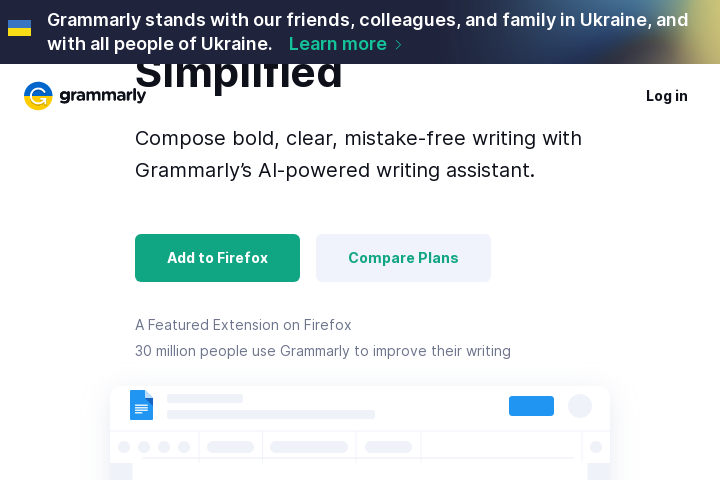 Grammarly stands with our friends, colleagues, and family in Ukraine, and
with all people of Ukraine. Learn more
Simplified
grammarly
Log in
Compose bold, clear, mistake-free writing with
Grammarly’s AI-powered writing assistant.
Add to Firefox
Compare Plans
A Featured Extension on Firefox
30 million people use Grammarly to improve their writing